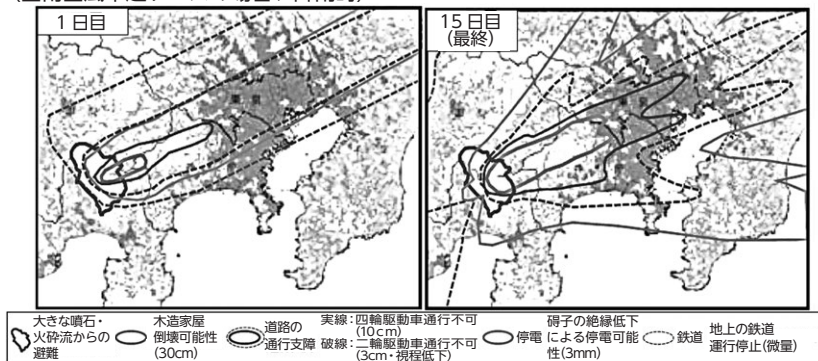 1日目
15日目
(最終)
東京
大きな噴石・
火砕流からの
避難
木造家屋
倒壊可能性
(30cm)
道路の
通行支障
実線:四輪駆動車通行不可
(10cm)
破線:二輪駆動車通行不可
(3cm・視程低下)
停電
碍子の絶縁低下
による停電可能
性(3mm)
鉄道
地上の鉄道
運行停止(微量)